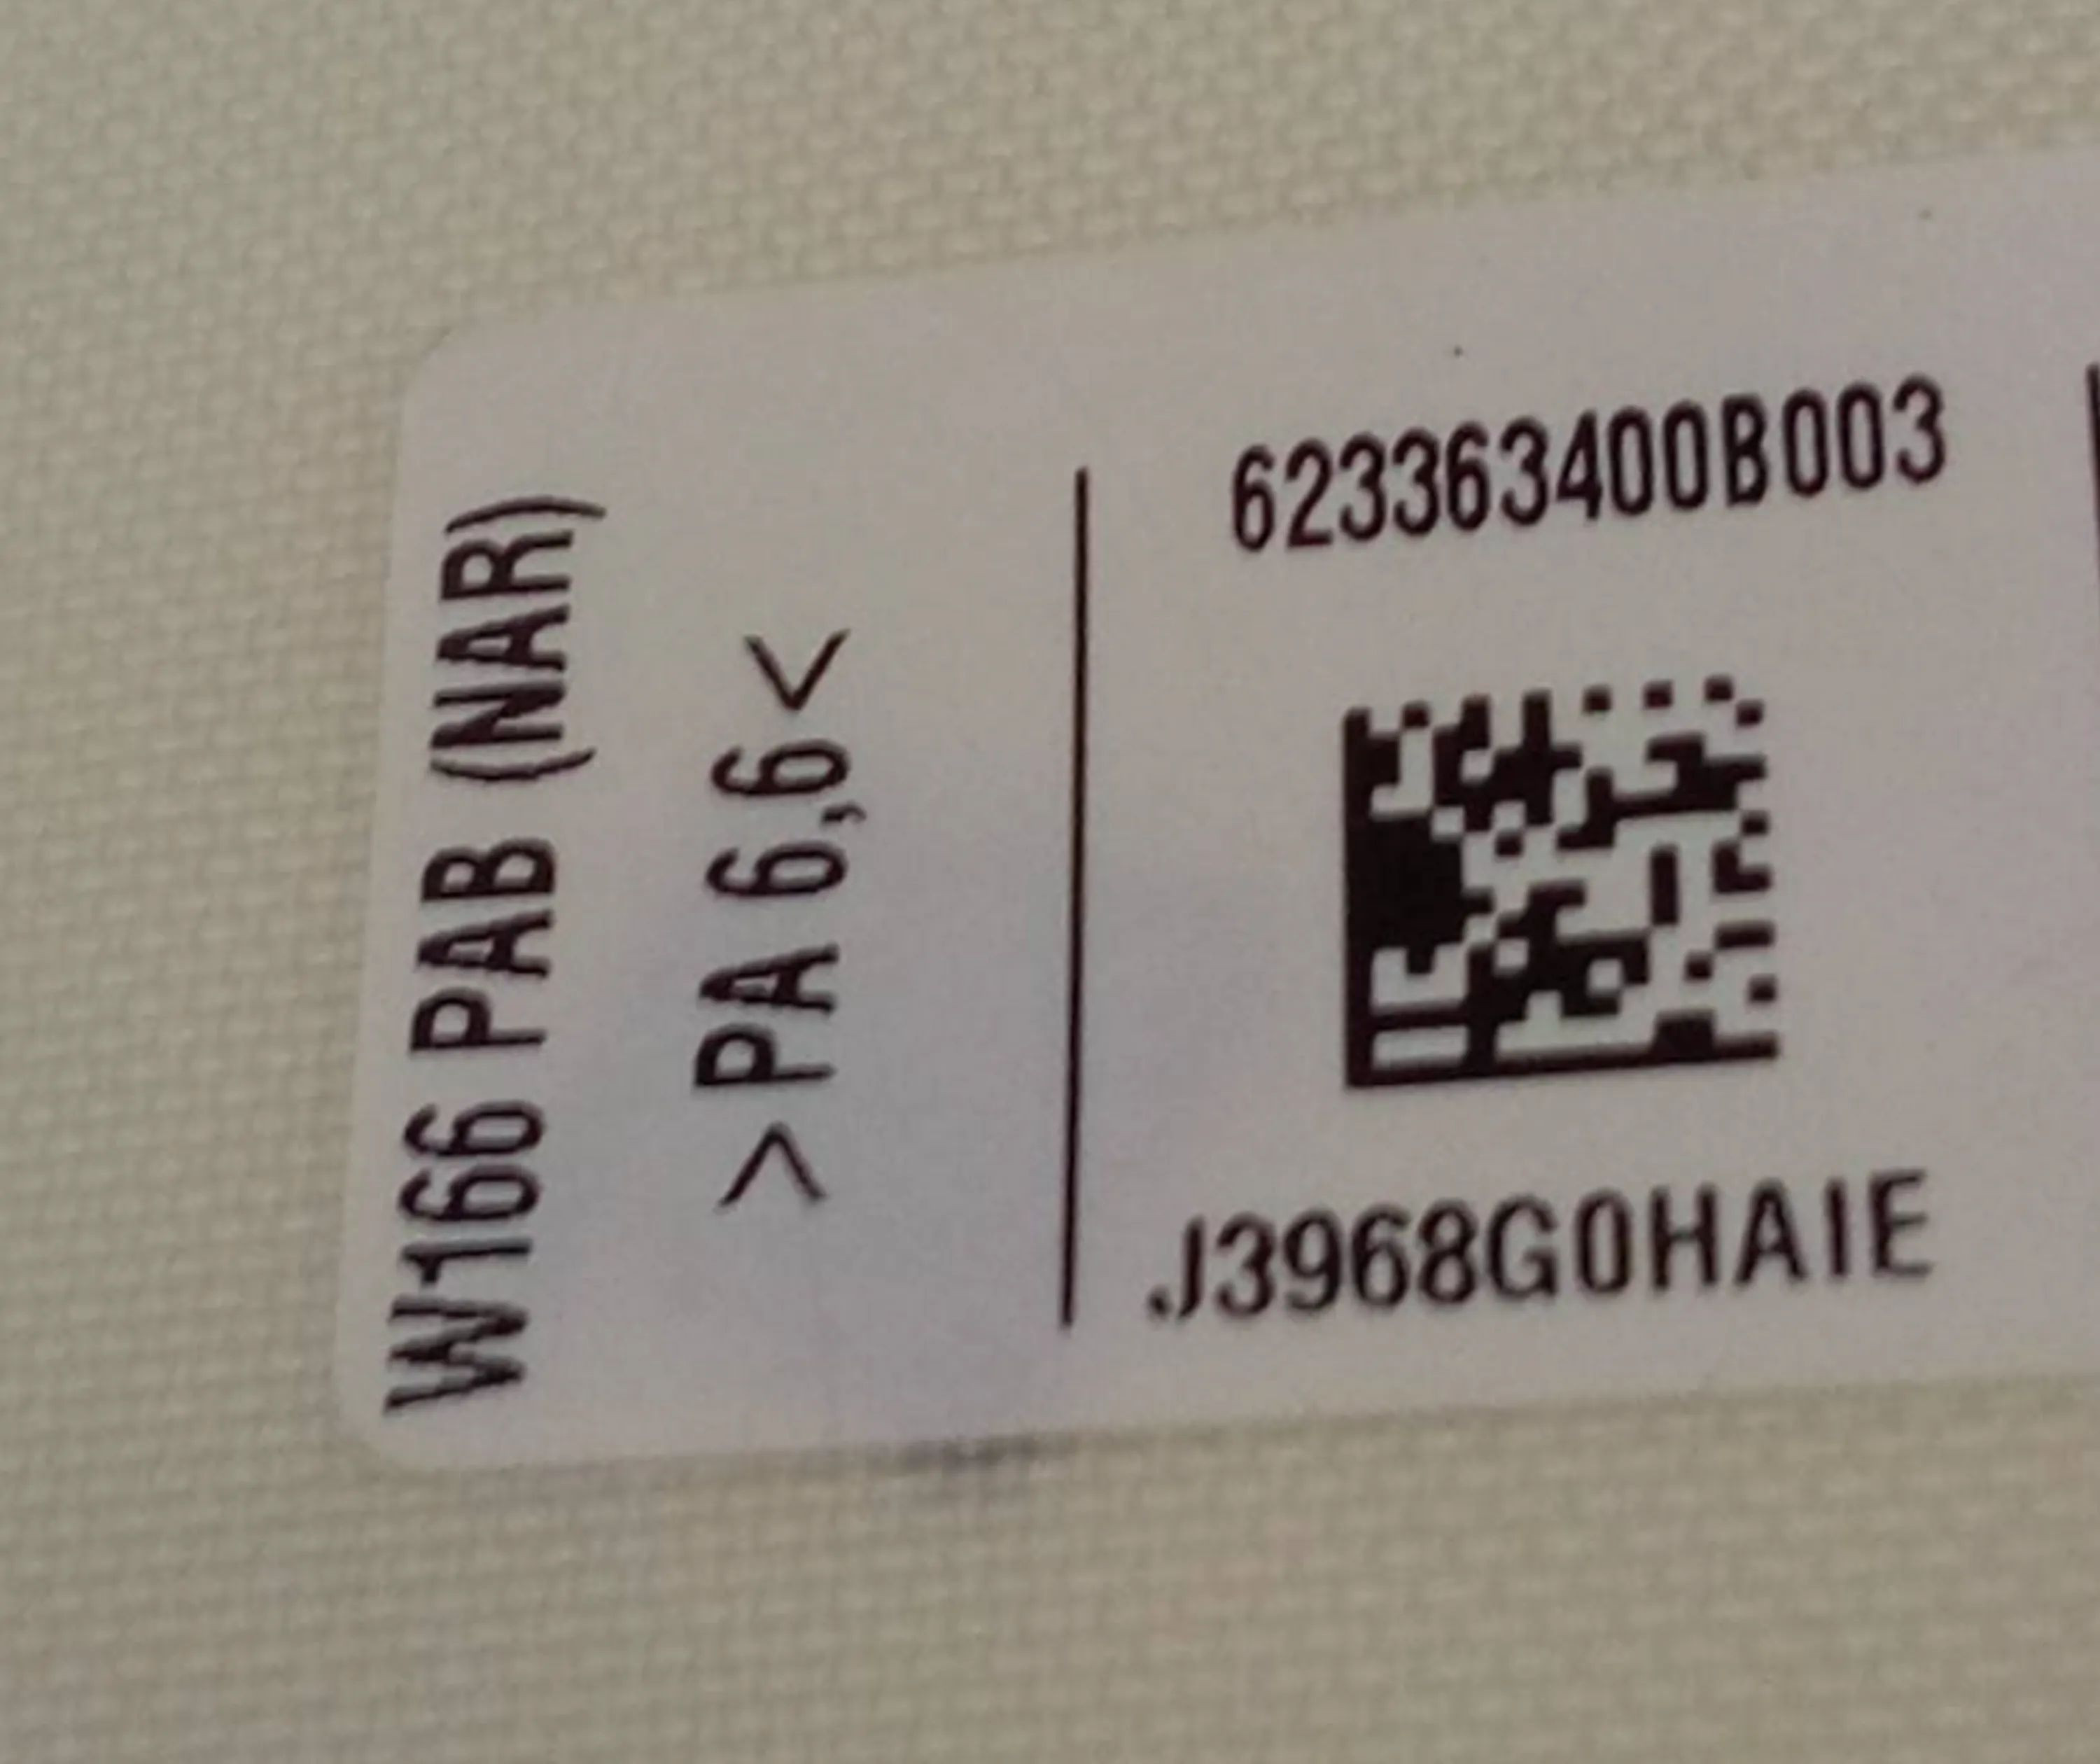 W166 PAB (NAR)
>PA 6,6<
623363400B003
J3968G0HAIE